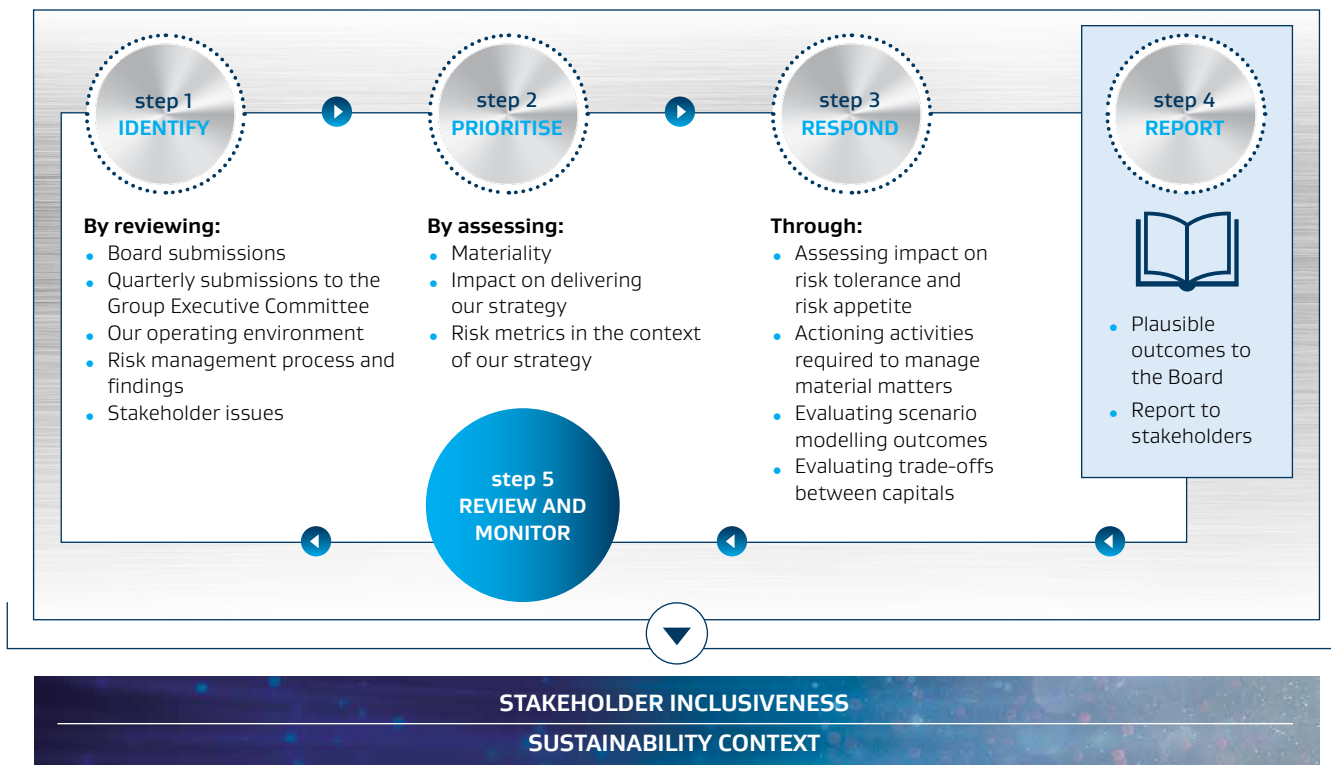 step 1
IDENTIFY
By reviewing:
• Board submissions
• Quarterly submissions to the
Group Executive Committee
• Our operating environment
• Risk management process and
findings
• Stakeholder issues
step 2
PRIORITISE
By assessing:
• Materiality
• Impact on delivering
our strategy
• Risk metrics in the context
of our strategy
step 3
RESPOND
Through:
• Assessing impact on
risk tolerance and
risk appetite
• Actioning activities
required to manage
material matters
• Evaluating scenario
modelling outcomes
• Evaluating trade-offs
between capitals
step 4
REPORT
• Plausible
outcomes to
the Board
• Report to
stakeholders
step 5
REVIEW AND
MONITOR
STAKEHOLDER INCLUSIVENESS
SUSTAINABILITY CONTEXT